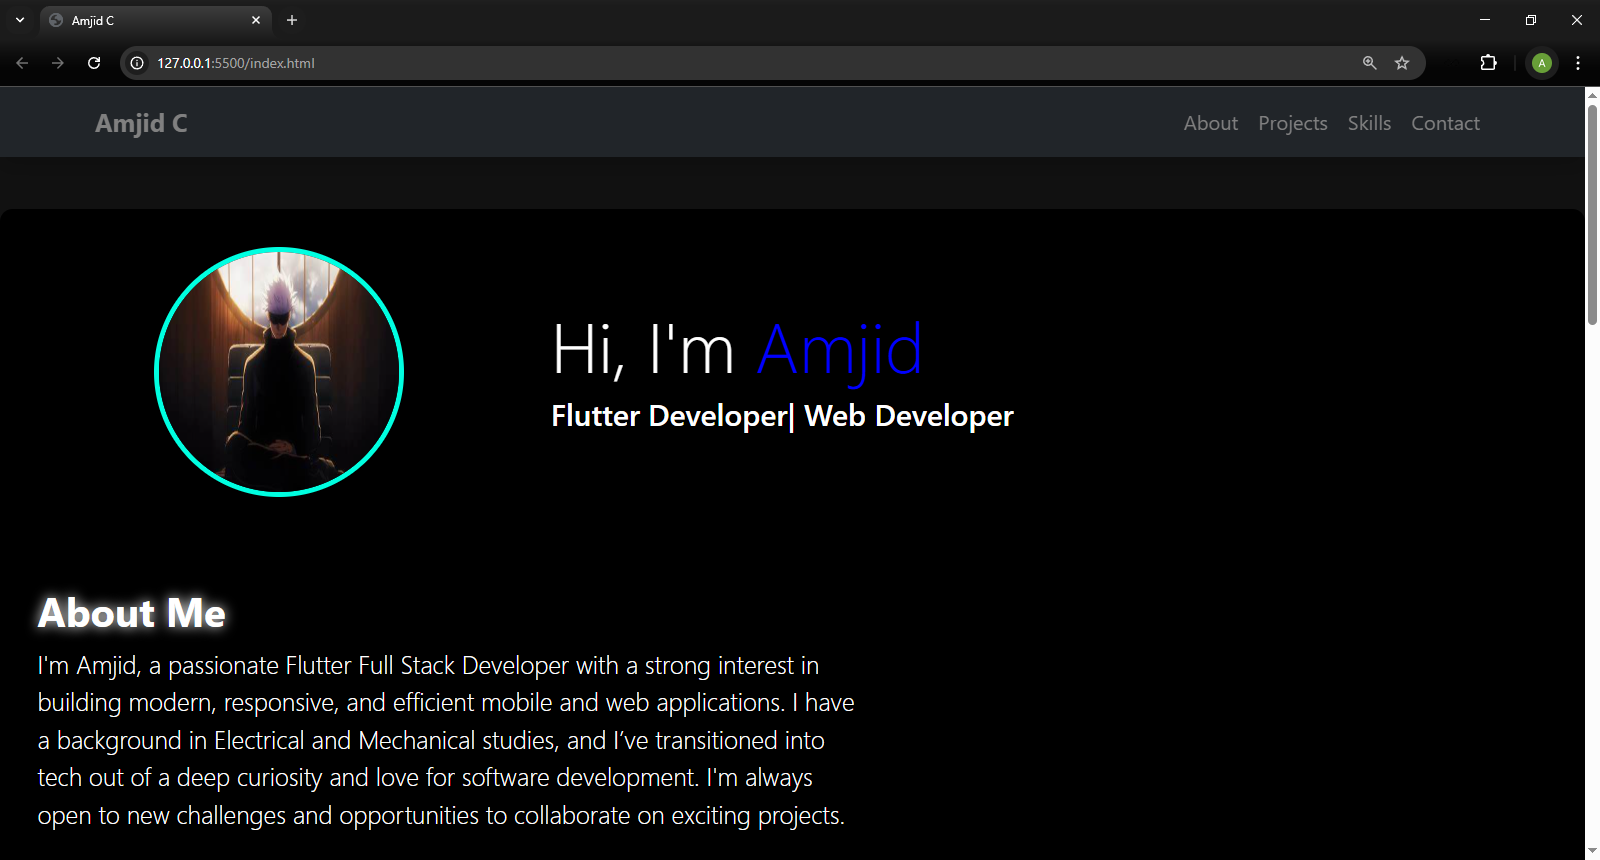 Amjid C
127.0.0.1:5500/index.html
A
Amjid C
About Projects Skills Contact
Hi, I'm Amjid
Flutter Developer| Web Developer
About Me
I'm Amjid, a passionate Flutter Full Stack Developer with a strong interest in
building modern, responsive, and efficient mobile and web applications. I have
a background in Electrical and Mechanical studies, and I’ve transitioned into
tech out of a deep curiosity and love for software development. I'm always
open to new challenges and opportunities to collaborate on exciting projects.